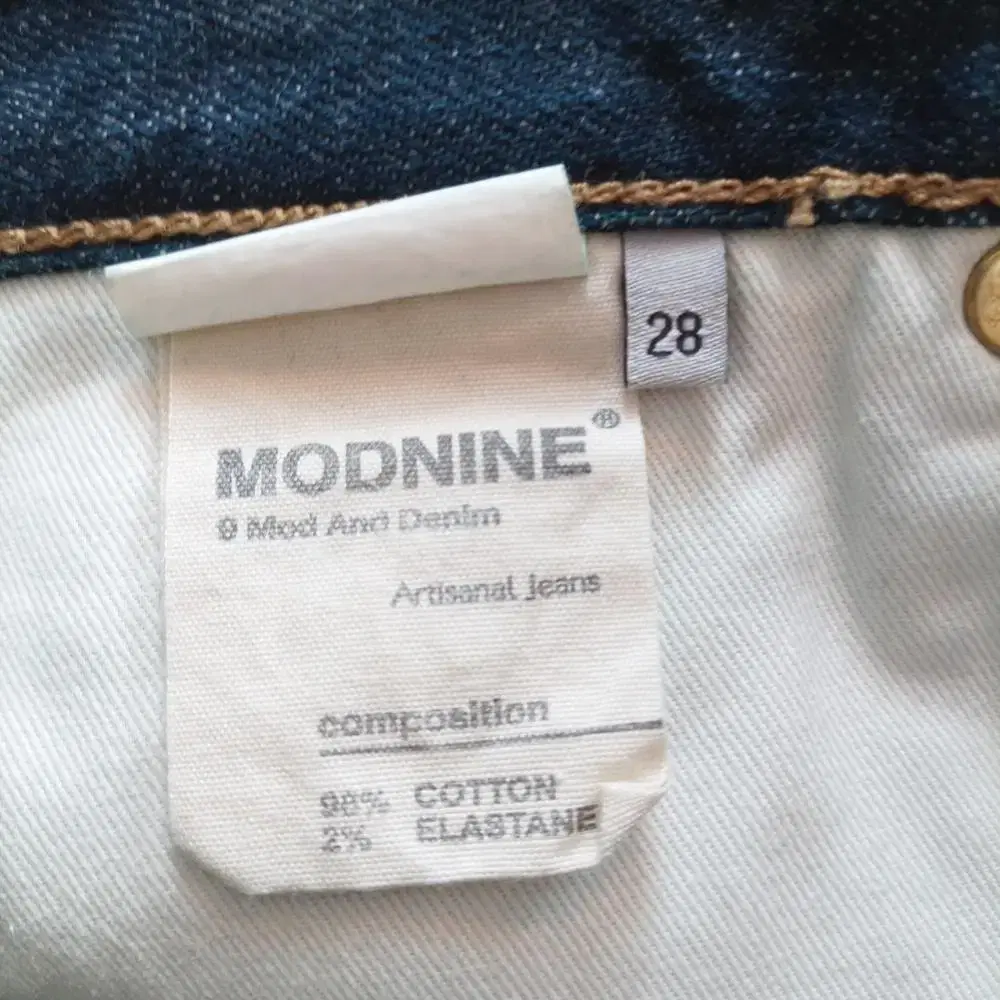 28
MODNINE®
9 Mod And Denim
Artisanal Jeans
composition
98% COTTON
2% ELASTANE